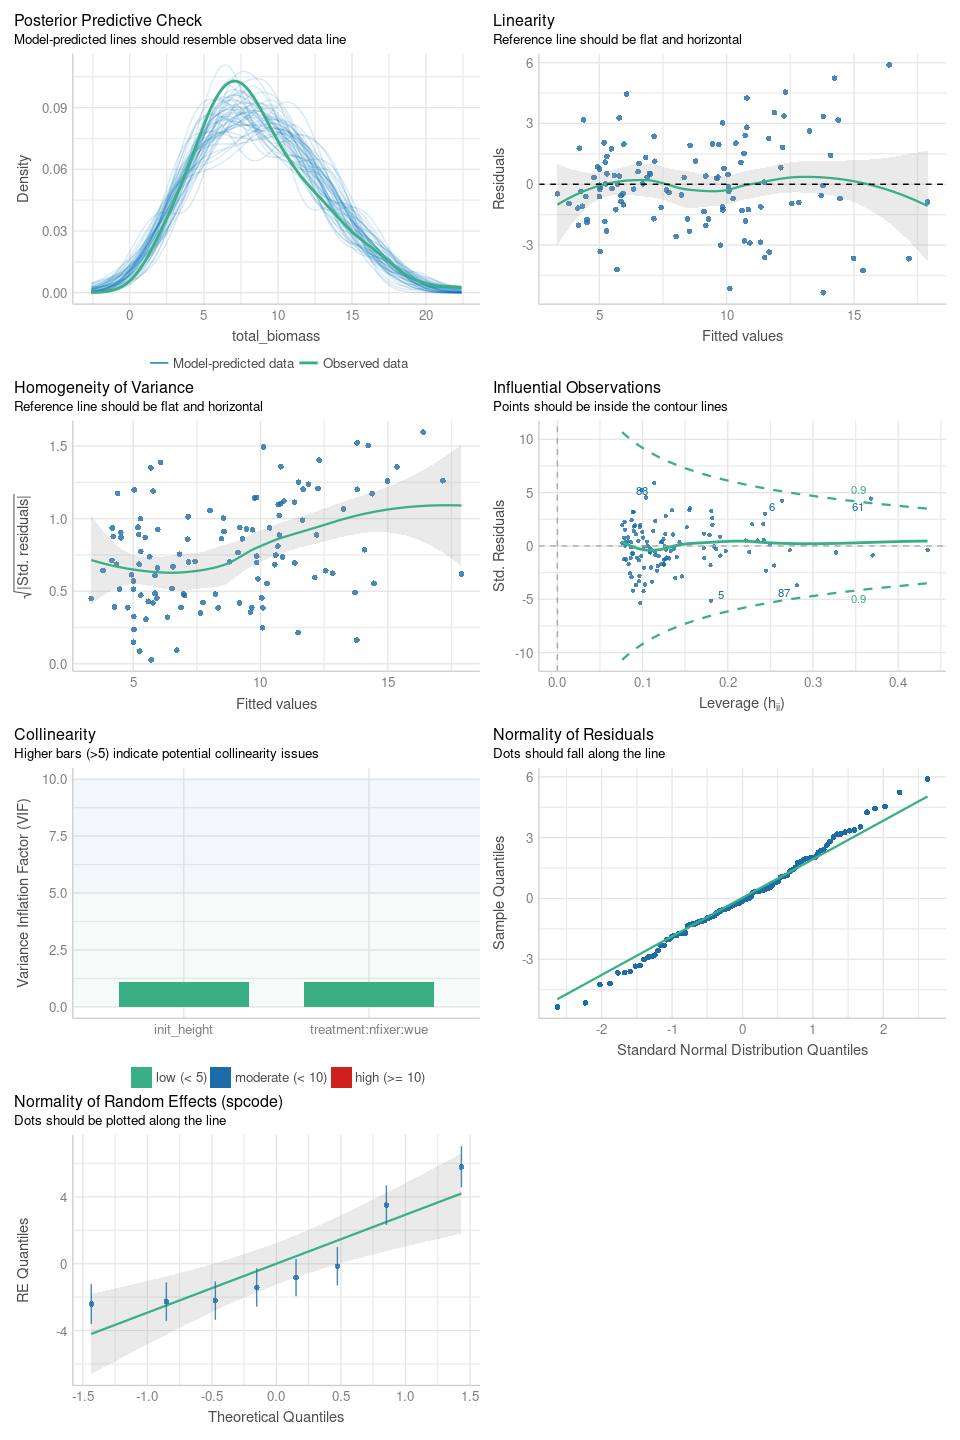 Posterior Predictive Check
Model-predicted lines should resemble observed data line
0.09
0.06
0.03
0.00
Density
0
5
10
15
20
total_biomass
Model-predicted data
Observed data
Linearity
Reference line should be flat and horizontal
6
3
0
-3
Residuals
5
10
15
Fitted values
Homogeneity of Variance
Reference line should be flat and horizontal
1.5
1.0
0.5
0.0
√|Std. residuals|
5
10
15
Fitted values
Influential Observations
Points should be inside the contour lines
10
5
0
-5
-10
Std. Residuals
88
6
61
0.9
5
87
0.9
0.0
0.1
0.2
0.3
0.4
Leverage (hii)
Collinearity
Higher bars (>5) indicate potential collinearity issues
10.0
7.5
5.0
2.5
0.0
Variance Inflation Factor (VIF)
init_height
treatment:nfixer:wue
low (< 5)
moderate (< 10)
high (>= 10)
Normality of Residuals
Dots should fall along the line
6
3
0
-3
Sample Quantiles
-2
-1
0
1
2
Standard Normal Distribution Quantiles
Normality of Random Effects (spcode)
Dots should be plotted along the line
4
0
-4
RE Quantiles
-1.5
-1.0
-0.5
0.0
0.5
1.0
1.5
Theoretical Quantiles